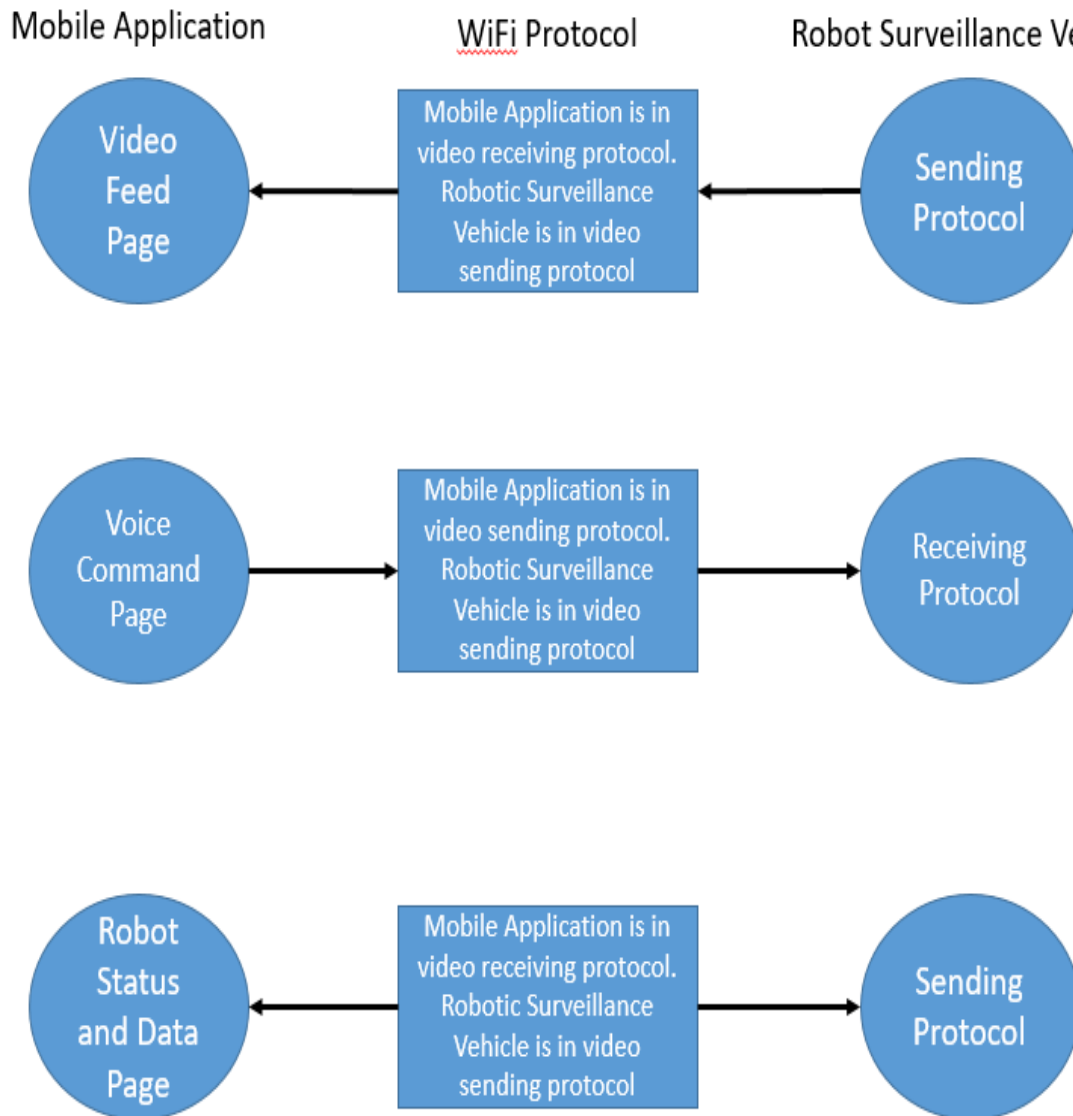 Mobile Application
WiFi Protocol
Robot Surveillance
Video
Feed
Page
Mobile Application is in
video receiving protocol.
Robotic Surveillance
Vehicle is in video
sending protocol
Sending
Protocol
Voice
Command
Page
Mobile Application is in
video sending protocol.
Robotic Surveillance
Vehicle is in video
sending protocol
Receiving
Protocol
Robot
Status
and Data
Page
Mobile Application is in
video receiving protocol.
Robotic Surveillance
Vehicle is in video
sending protocol
Sending
Protocol